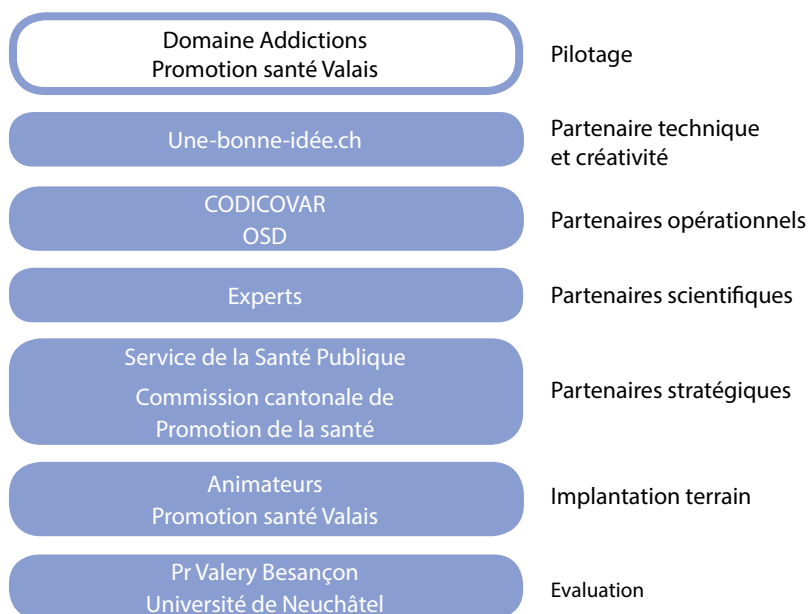 Domaine Addictions
Promotion santé Valais
Pilotage
Une-bonne-idée.ch
Partenaire technique
et créativité
CODICOVAR
OSD
Partenaires opérationnels
Experts
Partenaires scientifiques
Service de la Santé Publique
Commission cantonale de
Promotion de la santé
Partenaires stratégiques
Animateurs
Promotion santé Valais
Implantation terrain
Pr Valery Besançon
Université de Neuchâtel
Evaluation